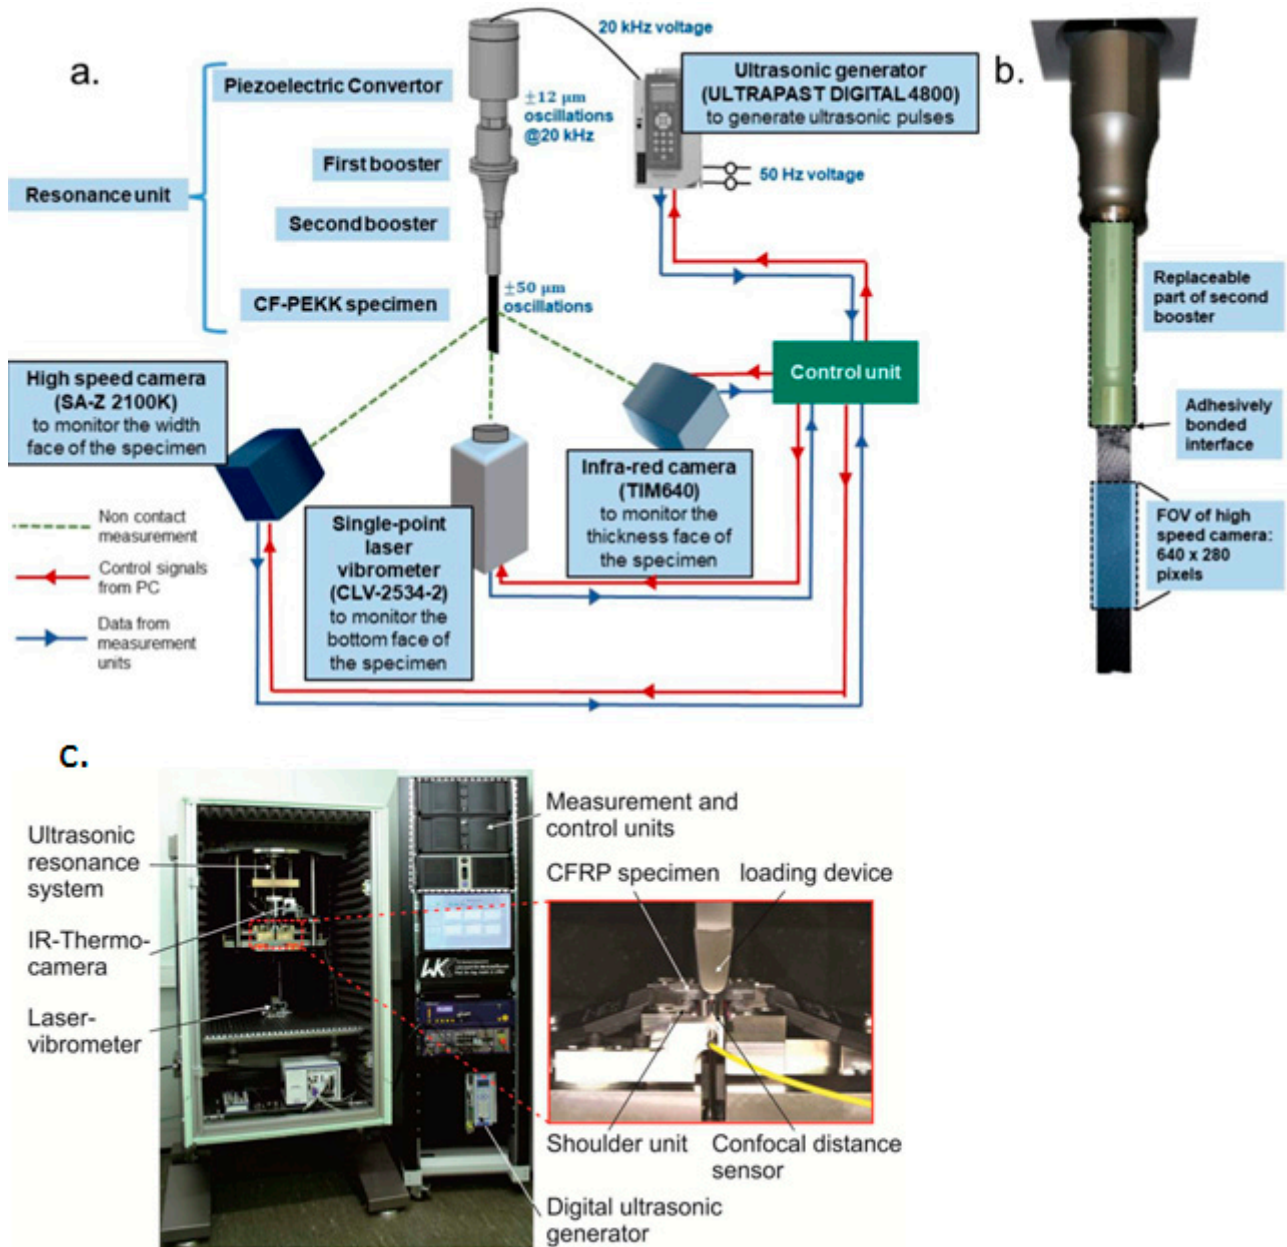 a.
Piezoelectric Convertor
First booster
Resonance unit
Second booster
CF-PEKK specimen
±12 μm
oscillations
@20 kHz
±50 μm
oscillations
20 kHz voltage
Ultrasonic generator
(ULTRAPAST DIGITAL 4800)
to generate ultrasonic pulses
50 Hz voltage
Control unit
High speed camera
(SA-Z 2100K)
to monitor the width
face of the specimen
Infra-red camera
(TIM640)
to monitor the
thickness face of
the specimen
Single-point
laser
vibrometer
(CLV-2534-2)
to monitor the
bottom face of
the specimen
Non contact
measurement
Control signals
from PC
Data from
measurement
units
b.
Replaceable
part of second
booster
Adhesively
bonded
interface
FOV of high
speed camera:
640 x 280
pixels
c.
Ultrasonic
resonance
system
IR-Thermo-
camera
Laser-
vibrometer
Measurement and
control units
CFRP specimen
loading device
Shoulder unit
Confocal distance
sensor
Digital ultrasonic
generator